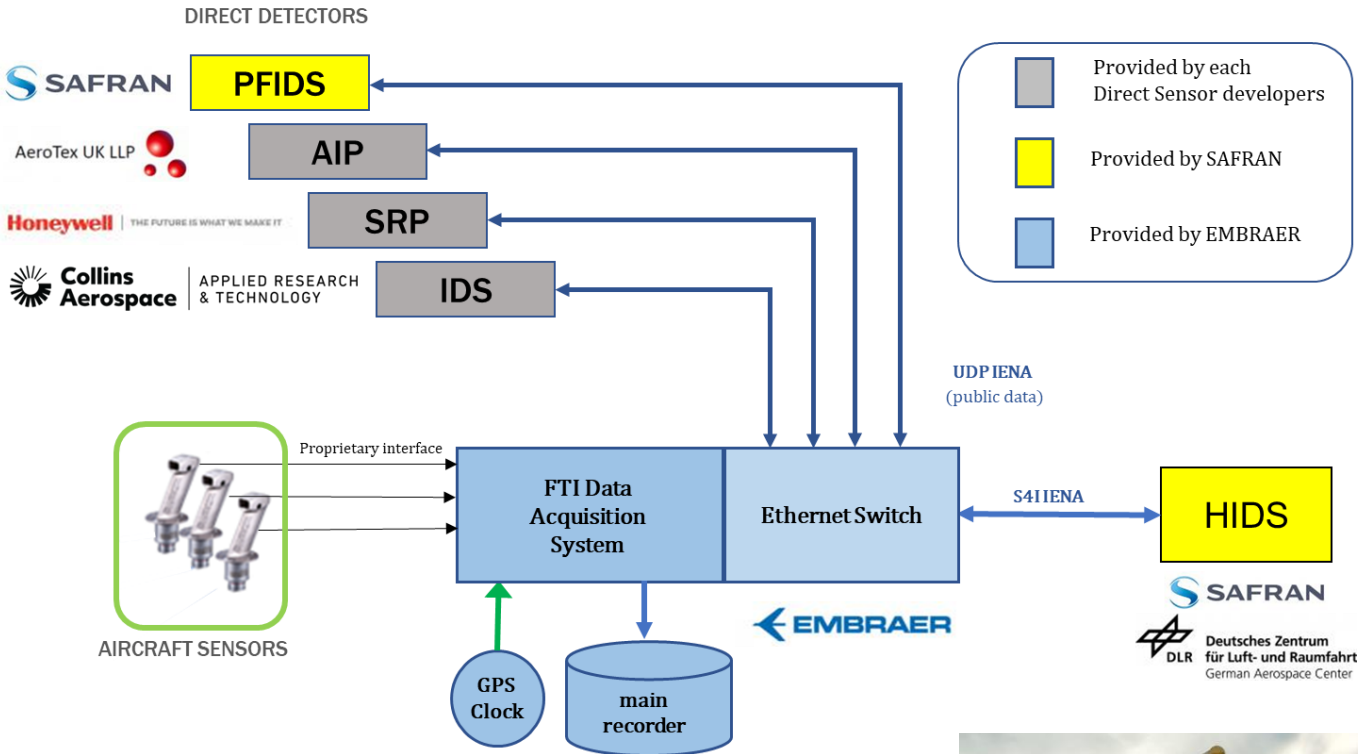 DIRECT DETECTORS
SAFRAN
PFIDS
AeroTex UK LLP
AIP
Honeywell | THE FUTURE IS WHAT WE MAKE IT
SRP
Collins
Aerospace
APPLIED RESEARCH
& TECHNOLOGY
IDS
Provided by each
Direct Sensor developers
Provided by SAFRAN
Provided by EMBRAER
UDP IENA
(public data)
Proprietary interface
FTI Data
Acquisition
System
Ethernet Switch
S4I IENA
HIDS
SAFRAN
EMBRAER
DLR
Deutsches Zentrum
für Luft- und Raumfahrt
German Aerospace Center
AIRCRAFT SENSORS
GPS
Clock
main
recorder